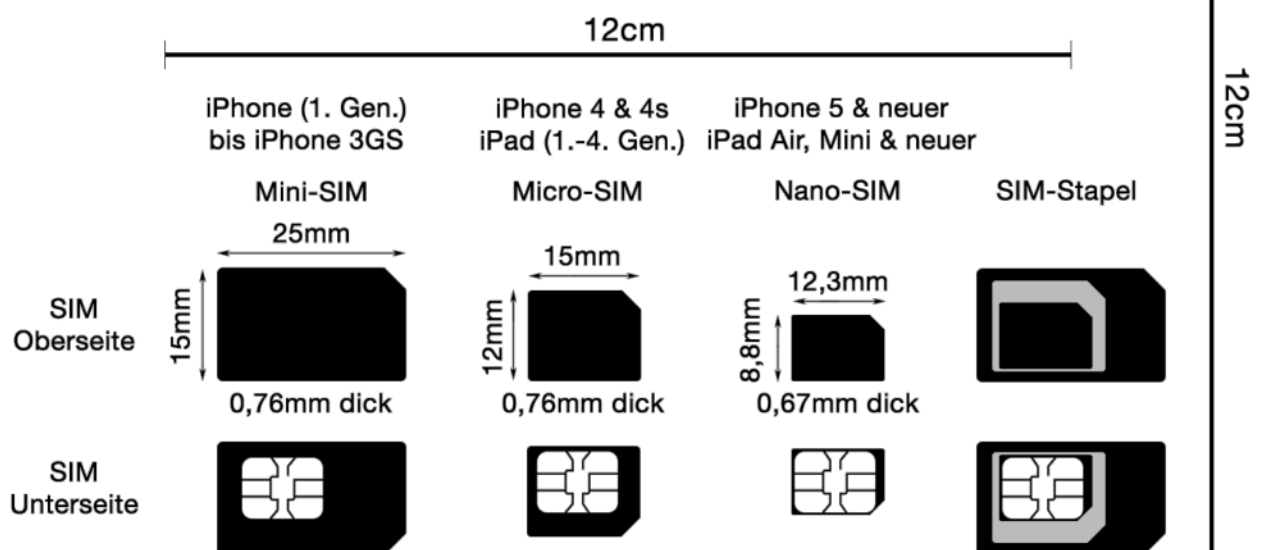 12cm
12cm
iPhone (1. Gen.)
bis iPhone 3GS
iPhone 4 & 4s
iPad (1.-4. Gen.)
iPhone 5 & neuer
iPad Air, Mini & neuer
Mini-SIM
Micro-SIM
Nano-SIM
SIM-Stapel
25mm
15mm
12,3mm
SIM
Oberseite
15mm
12mm
8,8mm
0,76mm dick
0,76mm dick
0,67mm dick
SIM
Unterseite